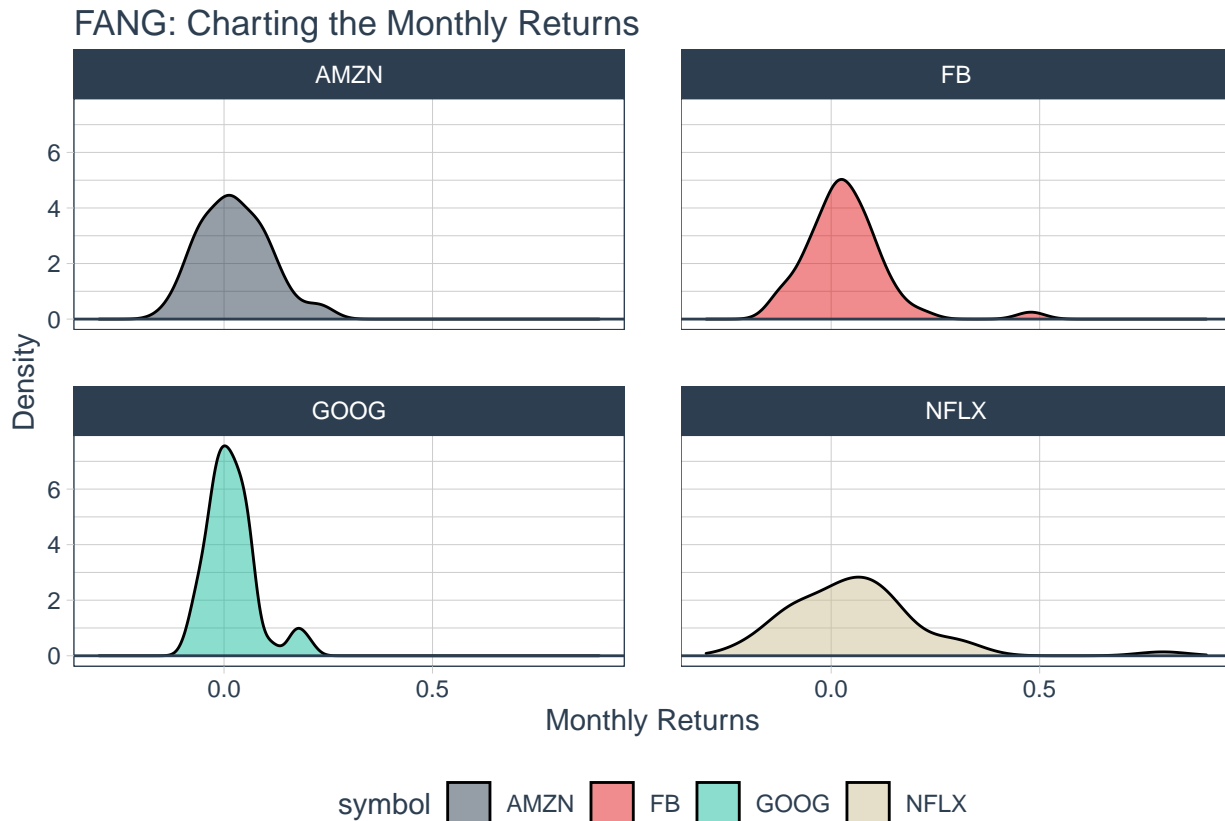 FANG: Charting the Monthly Returns
AMZN
FB
6
4
2
0
Density
GOOG
NFLX
6
4
2
0
0.0 0.5 0.0 0.5
Monthly Returns
symbol AMZN FB GOOG NFLX